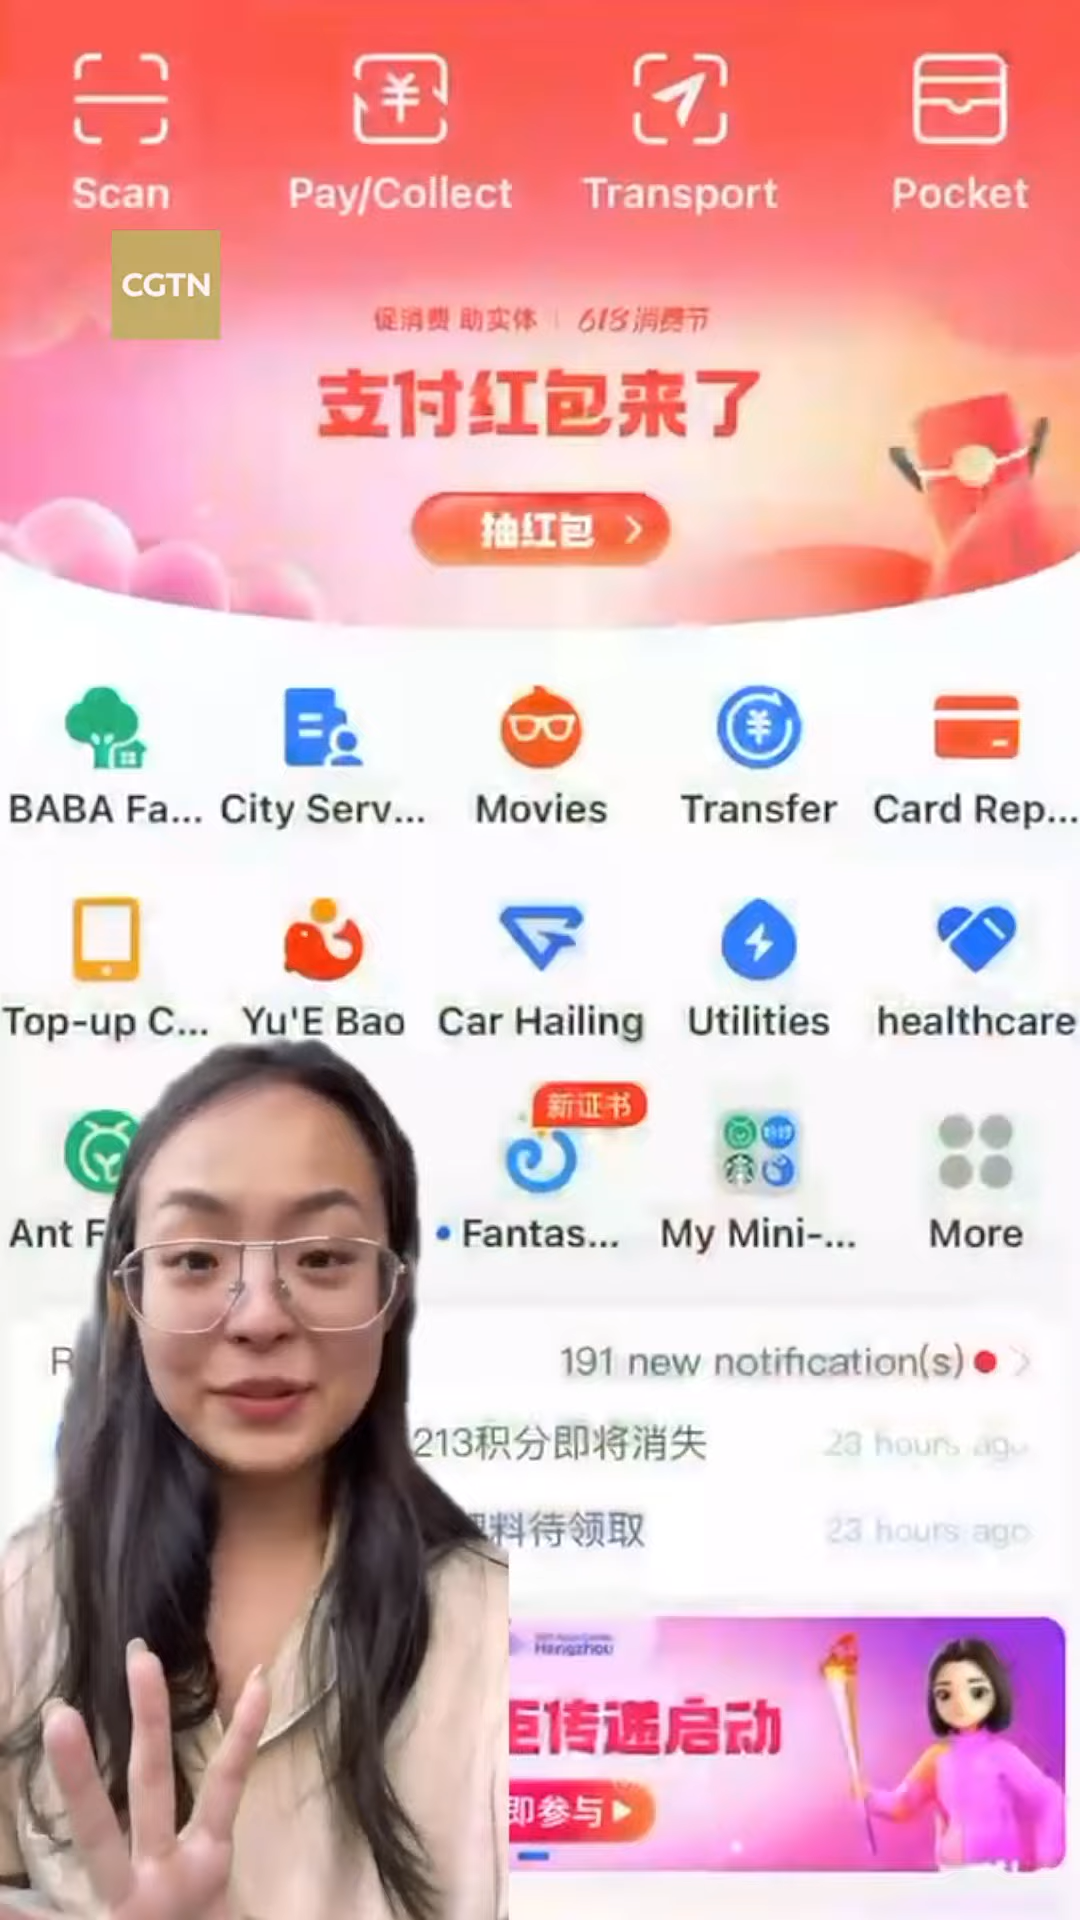 Scan
Pay/Collect
Transport
Pocket
CGTN
促消费 助实体 | 618消费节
支付红包来了
抽红包 >
BABA Fa...
City Serv...
Movies
Transfer
Card Rep...
Top-up C...
Yu'E Bao
Car Hailing
Utilities
healthcare
新证书
Ant F
Fantas...
My Mini-...
More
R
191 new notification(s)
213积分即将消失
23 hours ago
料待领取
23 hours ago
Hangzhou
传递启动
即参与